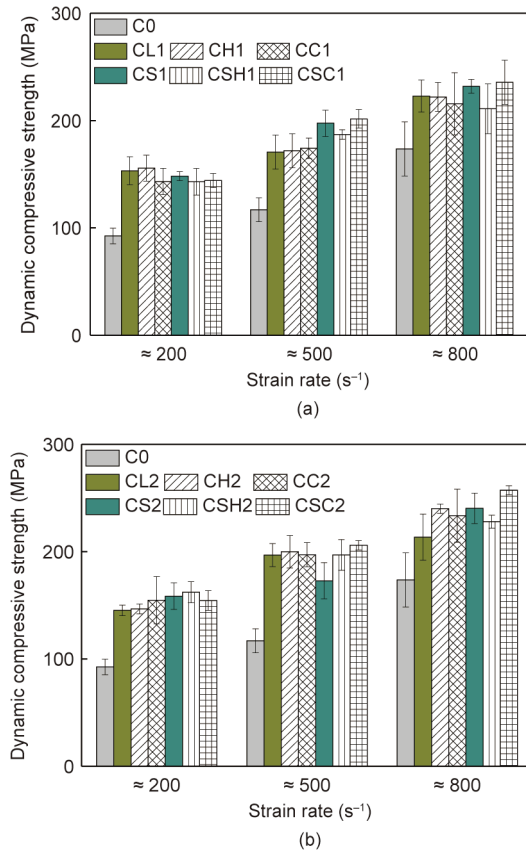 Dynamic compressive strength (MPa)
300
200
100
0
C0
CL1 CH1 CC1
CS1 CSH1 CSC1
≈ 200 ≈ 500 ≈ 800
Strain rate (s⁻¹)
(a)
Dynamic compressive strength (MPa)
300
200
100
0
C0
CL2 CH2 CC2
CS2 CSH2 CSC2
≈ 200 ≈ 500 ≈ 800
Strain rate (s⁻¹)
(b)